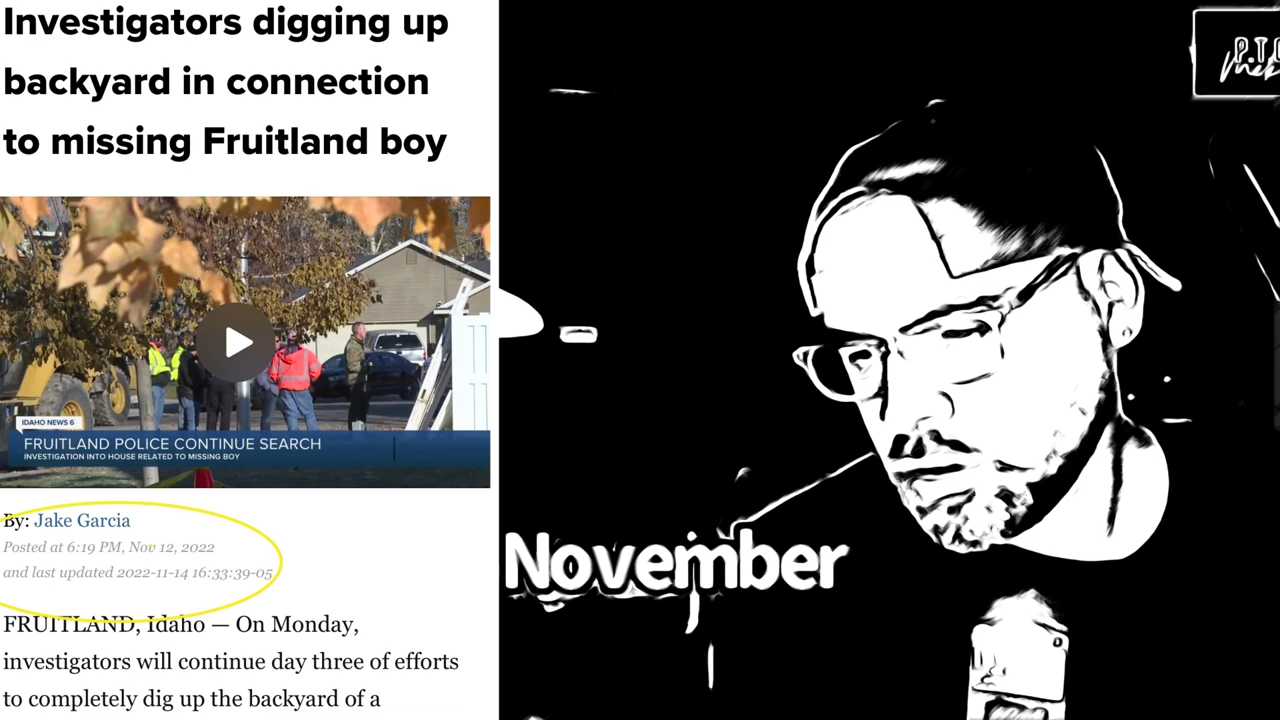 Investigators digging up
backyard in connection
to missing Fruitland boy
IDAHO NEWS 6
FRUITLAND POLICE CONTINUE SEARCH
INVESTIGATION INTO HOUSE RELATED TO MISSING BOY
By: Jake Garcia
Posted at 6:19 PM, Nov 12, 2022
and last updated 2022-11-14 16:33:39-05
FRUITLAND, Idaho — On Monday,
investigators will continue day three of efforts
to completely dig up the backyard of a
November